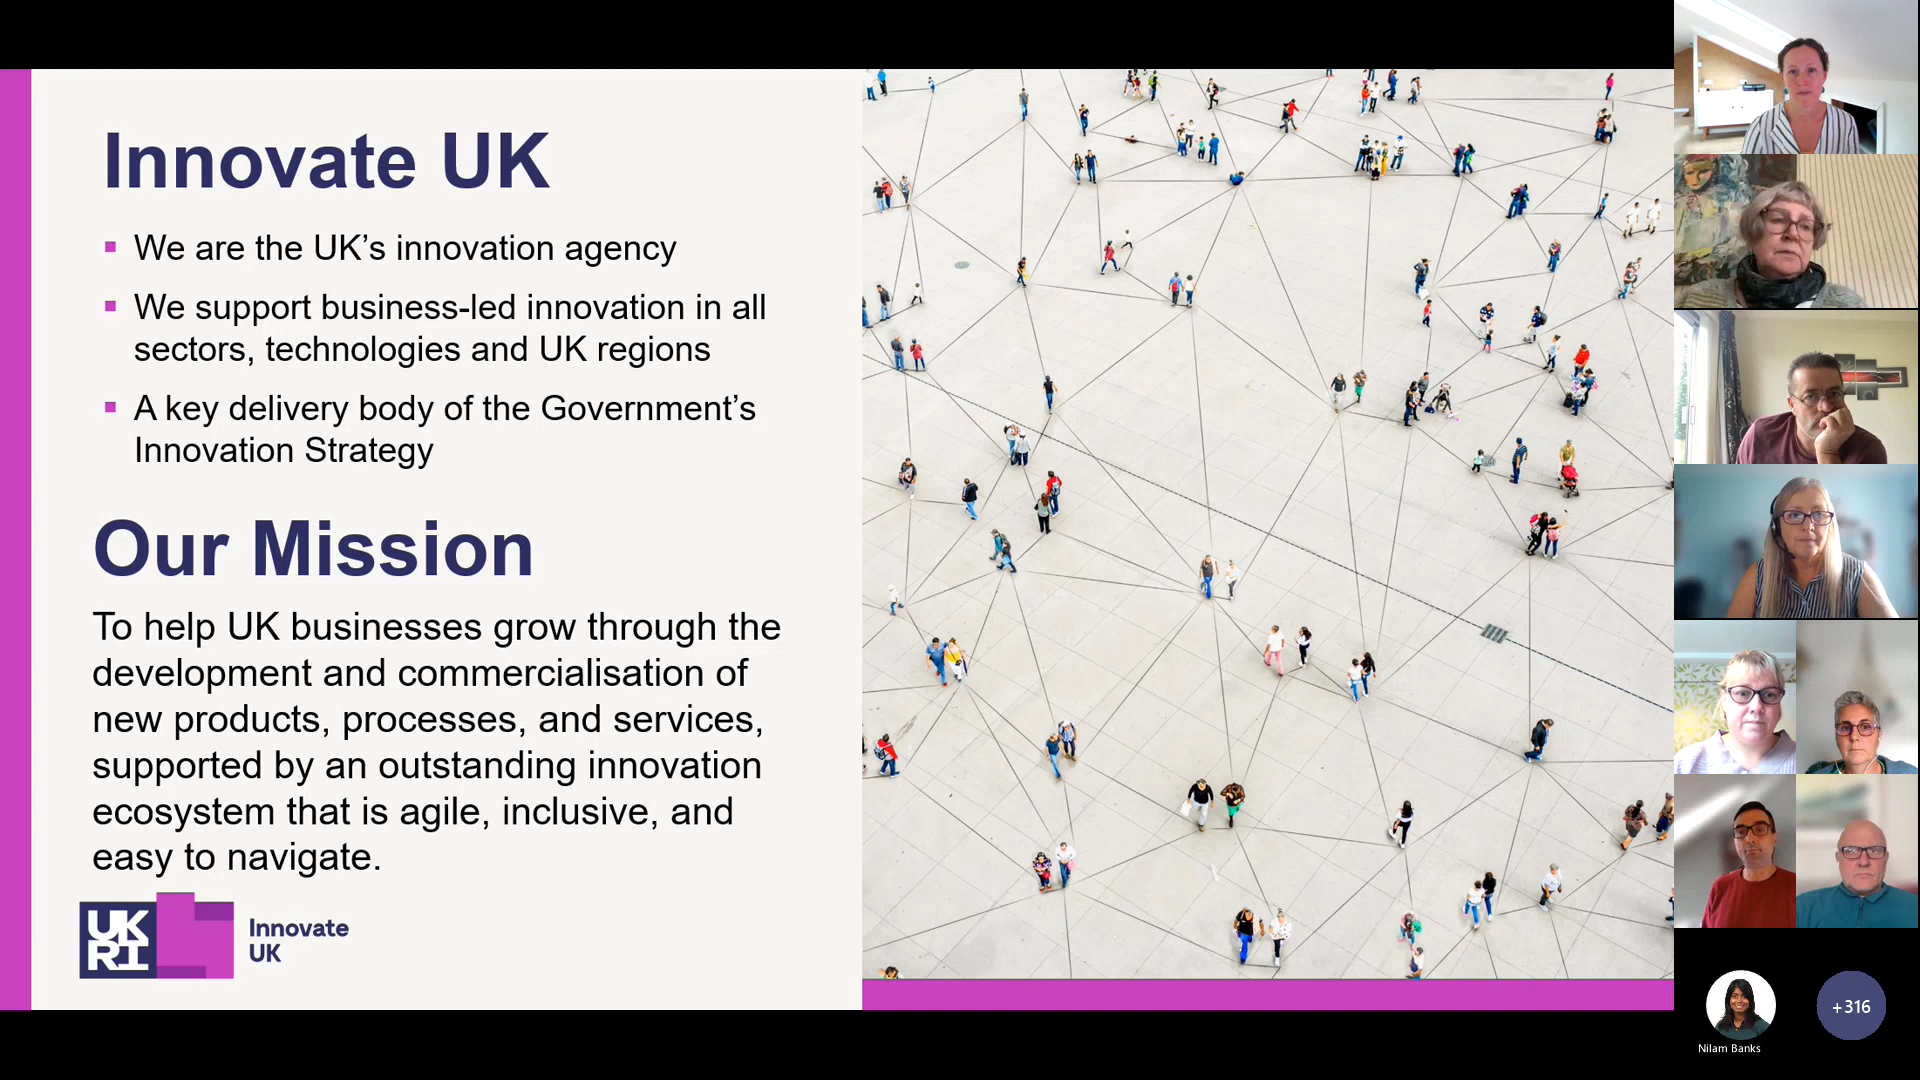 Innovate UK
We are the UK’s innovation agency
We support business-led innovation in all
sectors, technologies and UK regions
A key delivery body of the Government’s
Innovation Strategy
Our Mission
To help UK businesses grow through the
development and commercialisation of
new products, processes, and services,
supported by an outstanding innovation
ecosystem that is agile, inclusive, and
easy to navigate.
UK
RI
Innovate
UK
+316
Nilam Banks